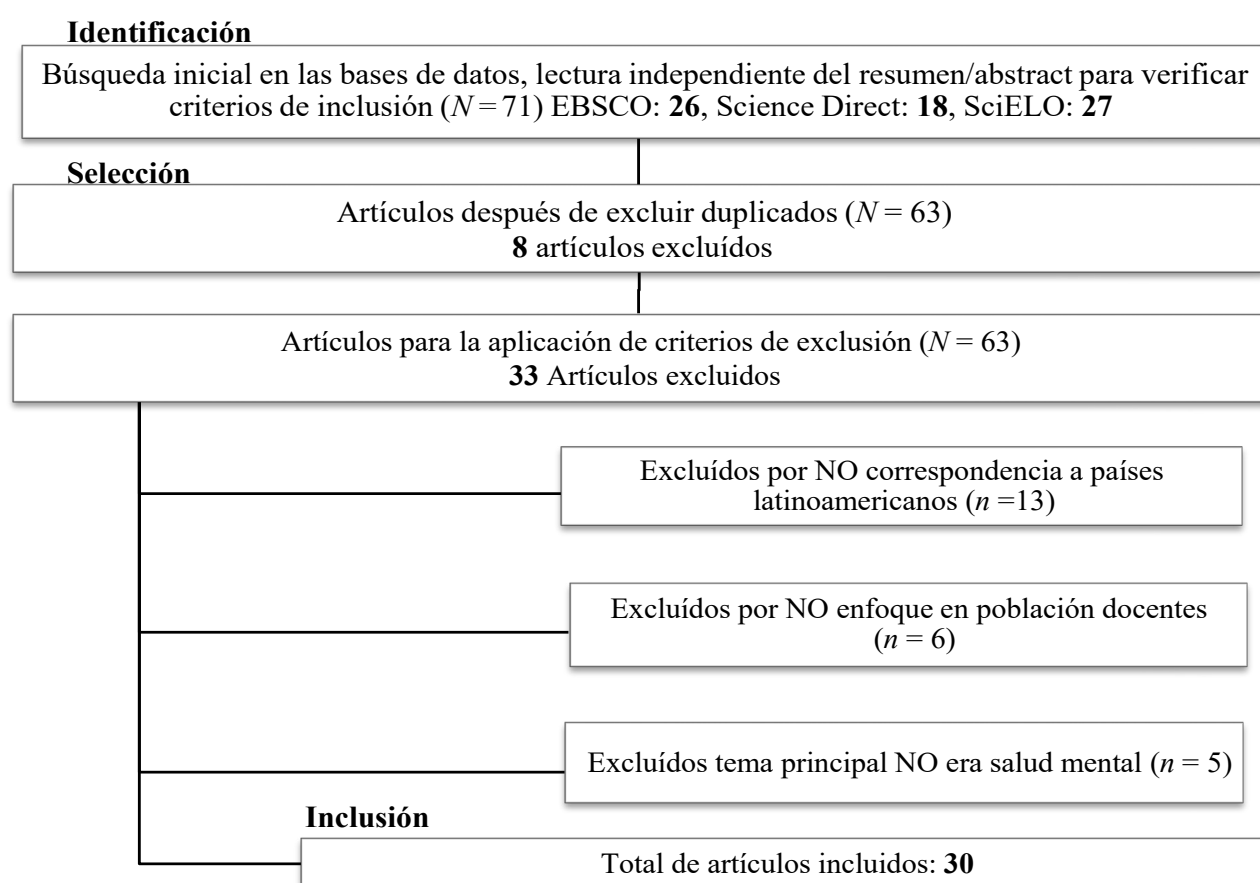 Identificación
Búsqueda inicial en las bases de datos, lectura independiente del resumen/abstract para verificar
criterios de inclusión (N = 71) EBSCO: 26, Science Direct: 18, SciELO: 27
Selección
Artículos después de excluir duplicados (N = 63)
8 artículos excluídos
Artículos para la aplicación de criterios de exclusión (N = 63)
33 Artículos excluidos
Excluídos por NO correspondencia a países
latinoamericanos (n =13)
Excluídos por NO enfoque en población docentes
(n = 6)
Excluídos tema principal NO era salud mental (n = 5)
Inclusión
Total de artículos incluidos: 30